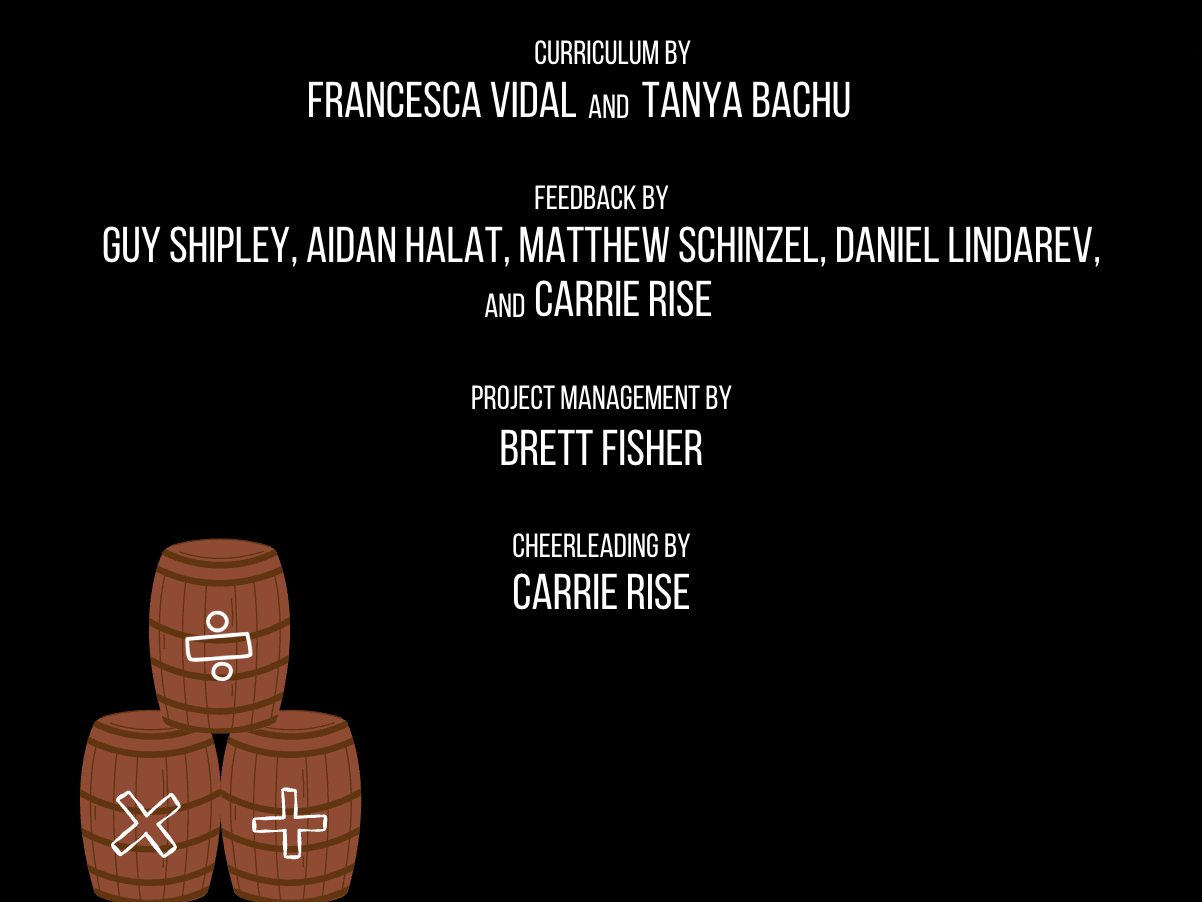 CURRICULUM BY
FRANCESCA VIDAL AND TANYA BACHU
FEEDBACK BY
GUY SHIPLEY, AIDAN HALAT, MATTHEW SCHINZEL, DANIEL LINDAREV,
AND CARRIE RISE
PROJECT MANAGEMENT BY
BRETT FISHER
CHEERLEADING BY
CARRIE RISE
÷
× +